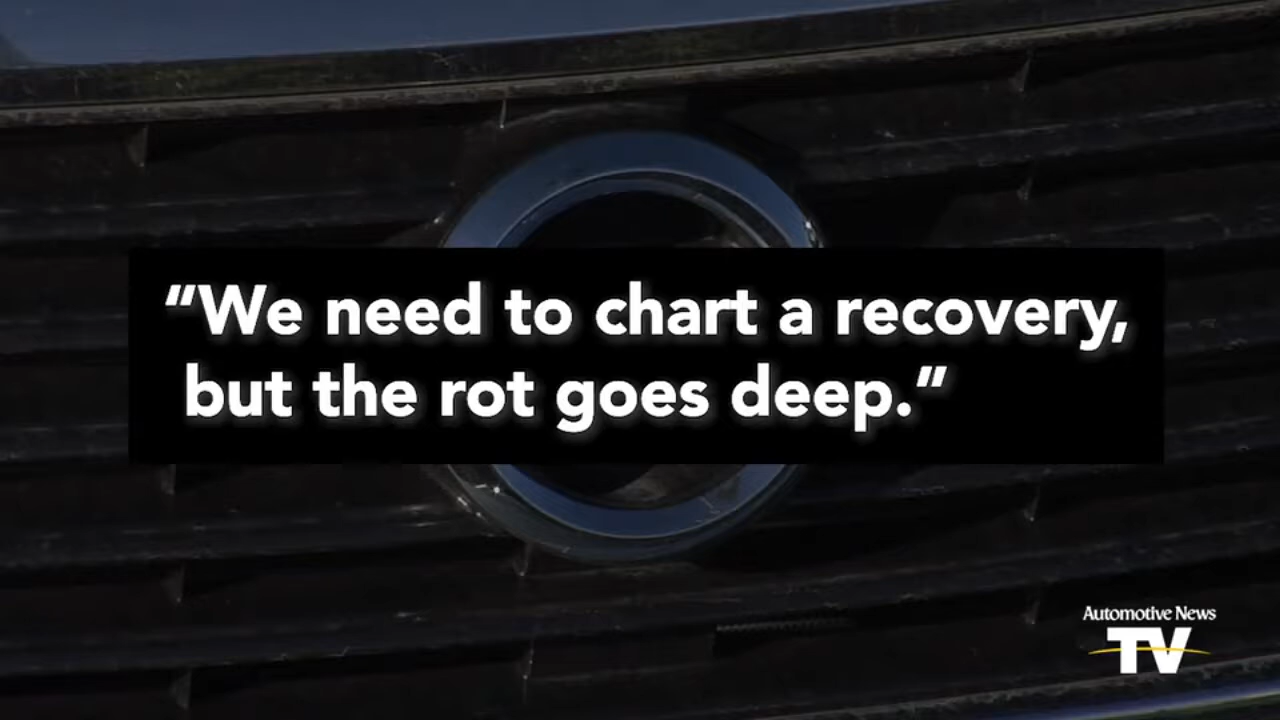 “We need to chart a recovery,
but the rot goes deep.”
Automotive News
TV